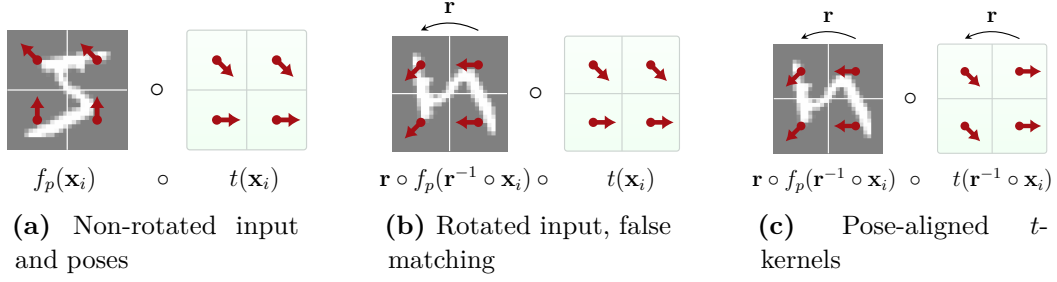 r r r
∘ ∘ ∘
f_p(x_i) ∘ t(x_i) r ∘ f_p(r^{-1} ∘ x_i) ∘ t(x_i) r ∘ f_p(r^{-1} ∘ x_i) ∘ t(r^{-1} ∘ x_i)
(a) Non-rotated input
and poses
(b) Rotated input, false
matching
(c) Pose-aligned t-
kernels